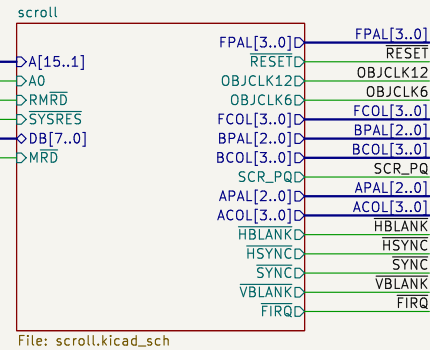 scroll
FPAL[3..0] FPAL[3..0]
RESET RESET
A[15..1]
A0 OBJCLK12 OBJCLK12
RMRD OBJCLK6 OBJCLK6
SYSRES FCOL[3..0] FCOL[3..0]
DB[7..0] BPAL[2..0] BPAL[2..0]
MRD BCOL[3..0] BCOL[3..0]
SCR_PQ SCR_PQ
APAL[2..0] APAL[2..0]
ACOL[3..0] ACOL[3..0]
HBLANK HBLANK
HSYNC HSYNC
SYNC SYNC
VBLANK VBLANK
FIRQ FIRQ
File: scroll.kicad_sch